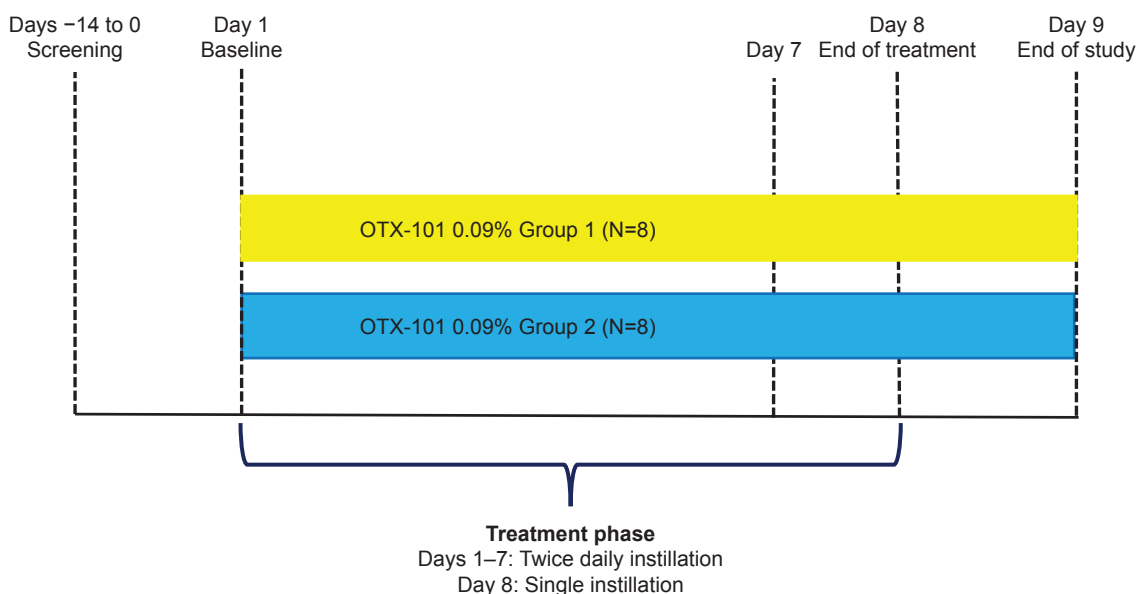 Days −14 to 0
Screening
Day 1
Baseline
Day 7
Day 8
End of treatment
Day 9
End of study
OTX-101 0.09% Group 1 (N=8)
OTX-101 0.09% Group 2 (N=8)
Treatment phase
Days 1–7: Twice daily instillation
Day 8: Single instillation